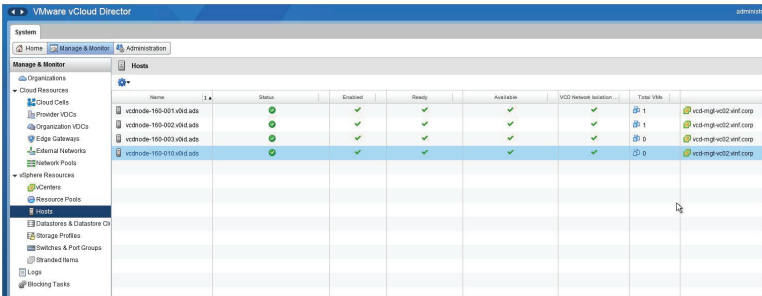 VMware vCloud Director
administr
System
Home Manage & Monitor Administration
Manage & Monitor
Hosts
Organizations
Cloud Resources
Cloud Cells
Provider VDCs
Organization VDCs
Edge Gateways
External Networks
Network Pools
vSphere Resources
vCenters
Resource Pools
Hosts
Datastores & Datastore Clu
Storage Profiles
Switches & Port Groups
Stranded Items
Logs
Blocking Tasks
Name 1▲ Status Enabled Ready Available VCD Network Isolation ... Total VMs
vcdnode-160-001.v0id.ads 1 vcd-mgt-vc02.vinf.corp
vcdnode-160-002.v0id.ads 1 vcd-mgt-vc02.vinf.corp
vcdnode-160-003.v0id.ads 0 vcd-mgt-vc02.vinf.corp
vcdnode-160-010.v0id.ads 0 vcd-mgt-vc02.vinf.corp